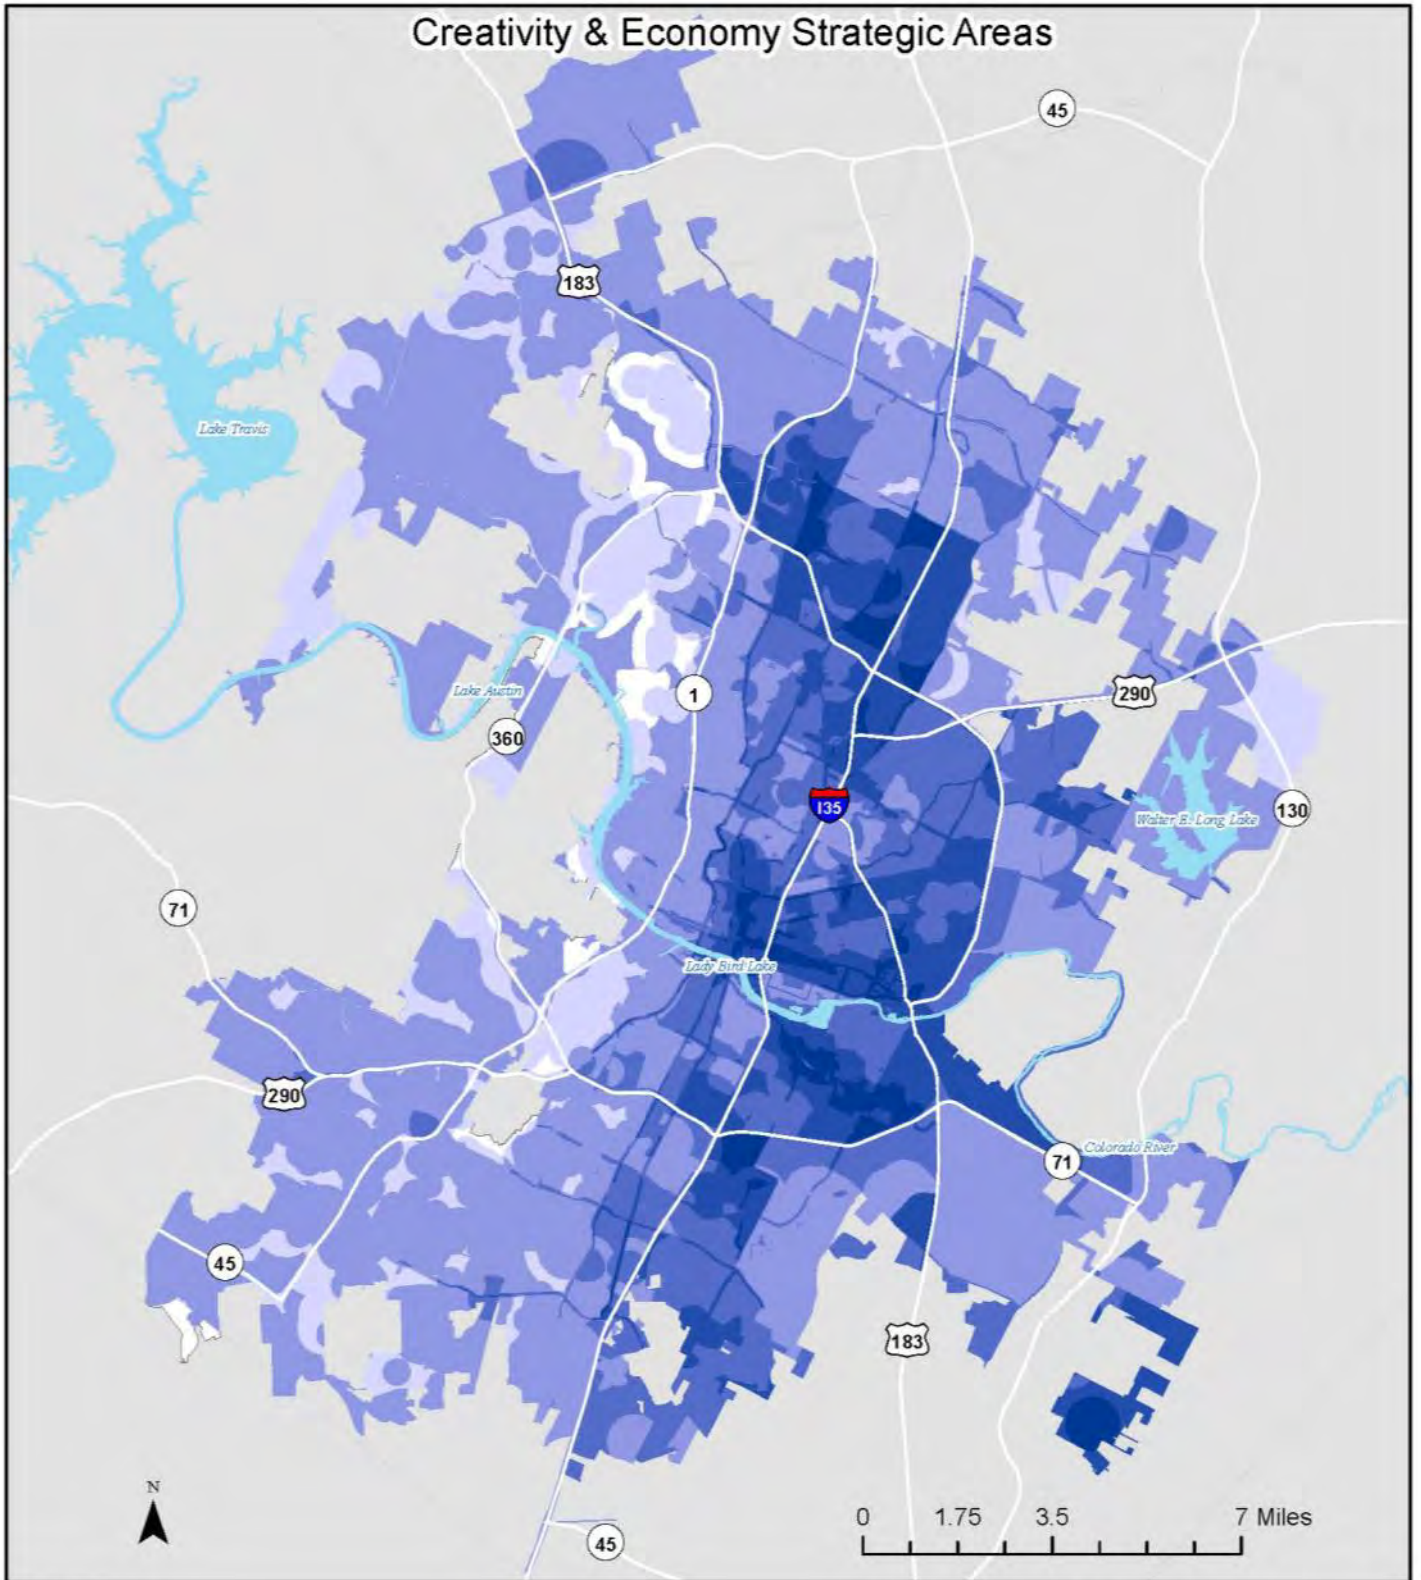 Creativity & Economy Strategic Areas
45
183
Lake Travis
Lake Austin
1
290
360
I35
Walter E. Long Lake
130
71
Lady Bird Lake
290
Colorado River
71
45
183
N
0 1.75 3.5 7 Miles
45